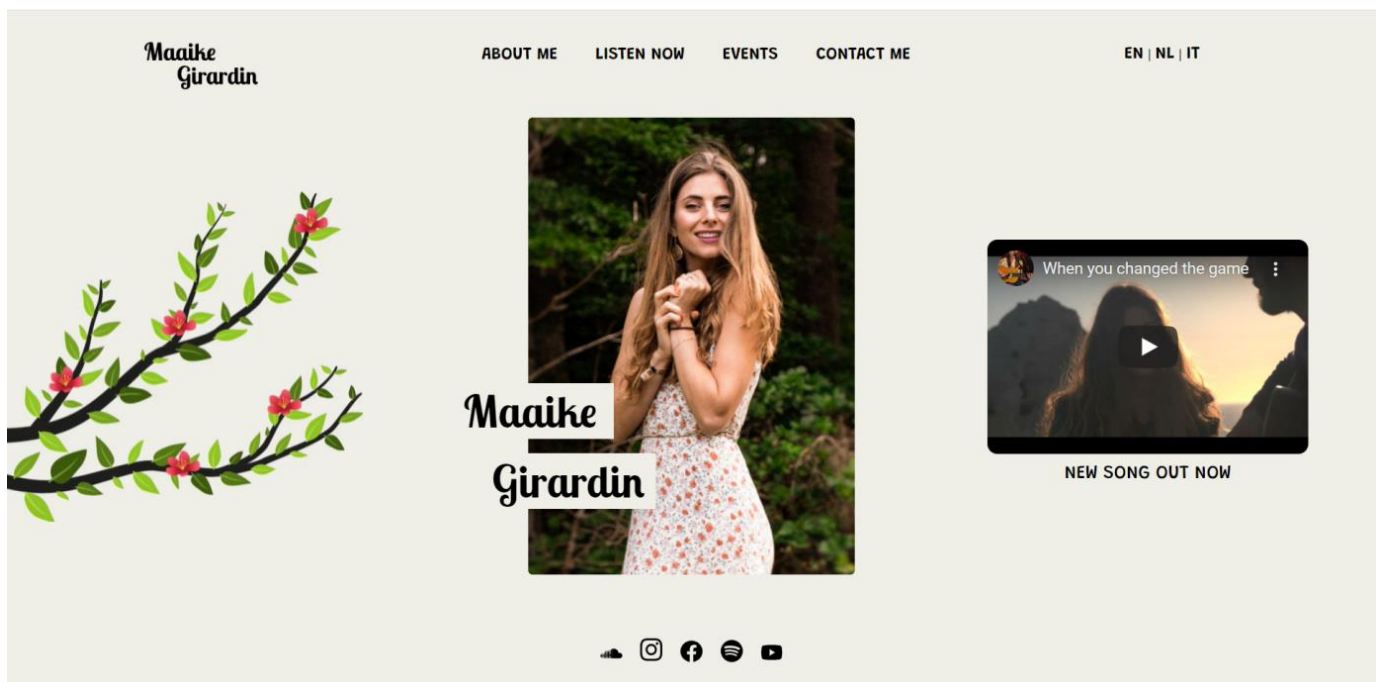 Maaike
Girardin
ABOUT ME LISTEN NOW EVENTS CONTACT ME
EN | NL | IT
When you changed the game
Maaike
Girardin
NEW SONG OUT NOW